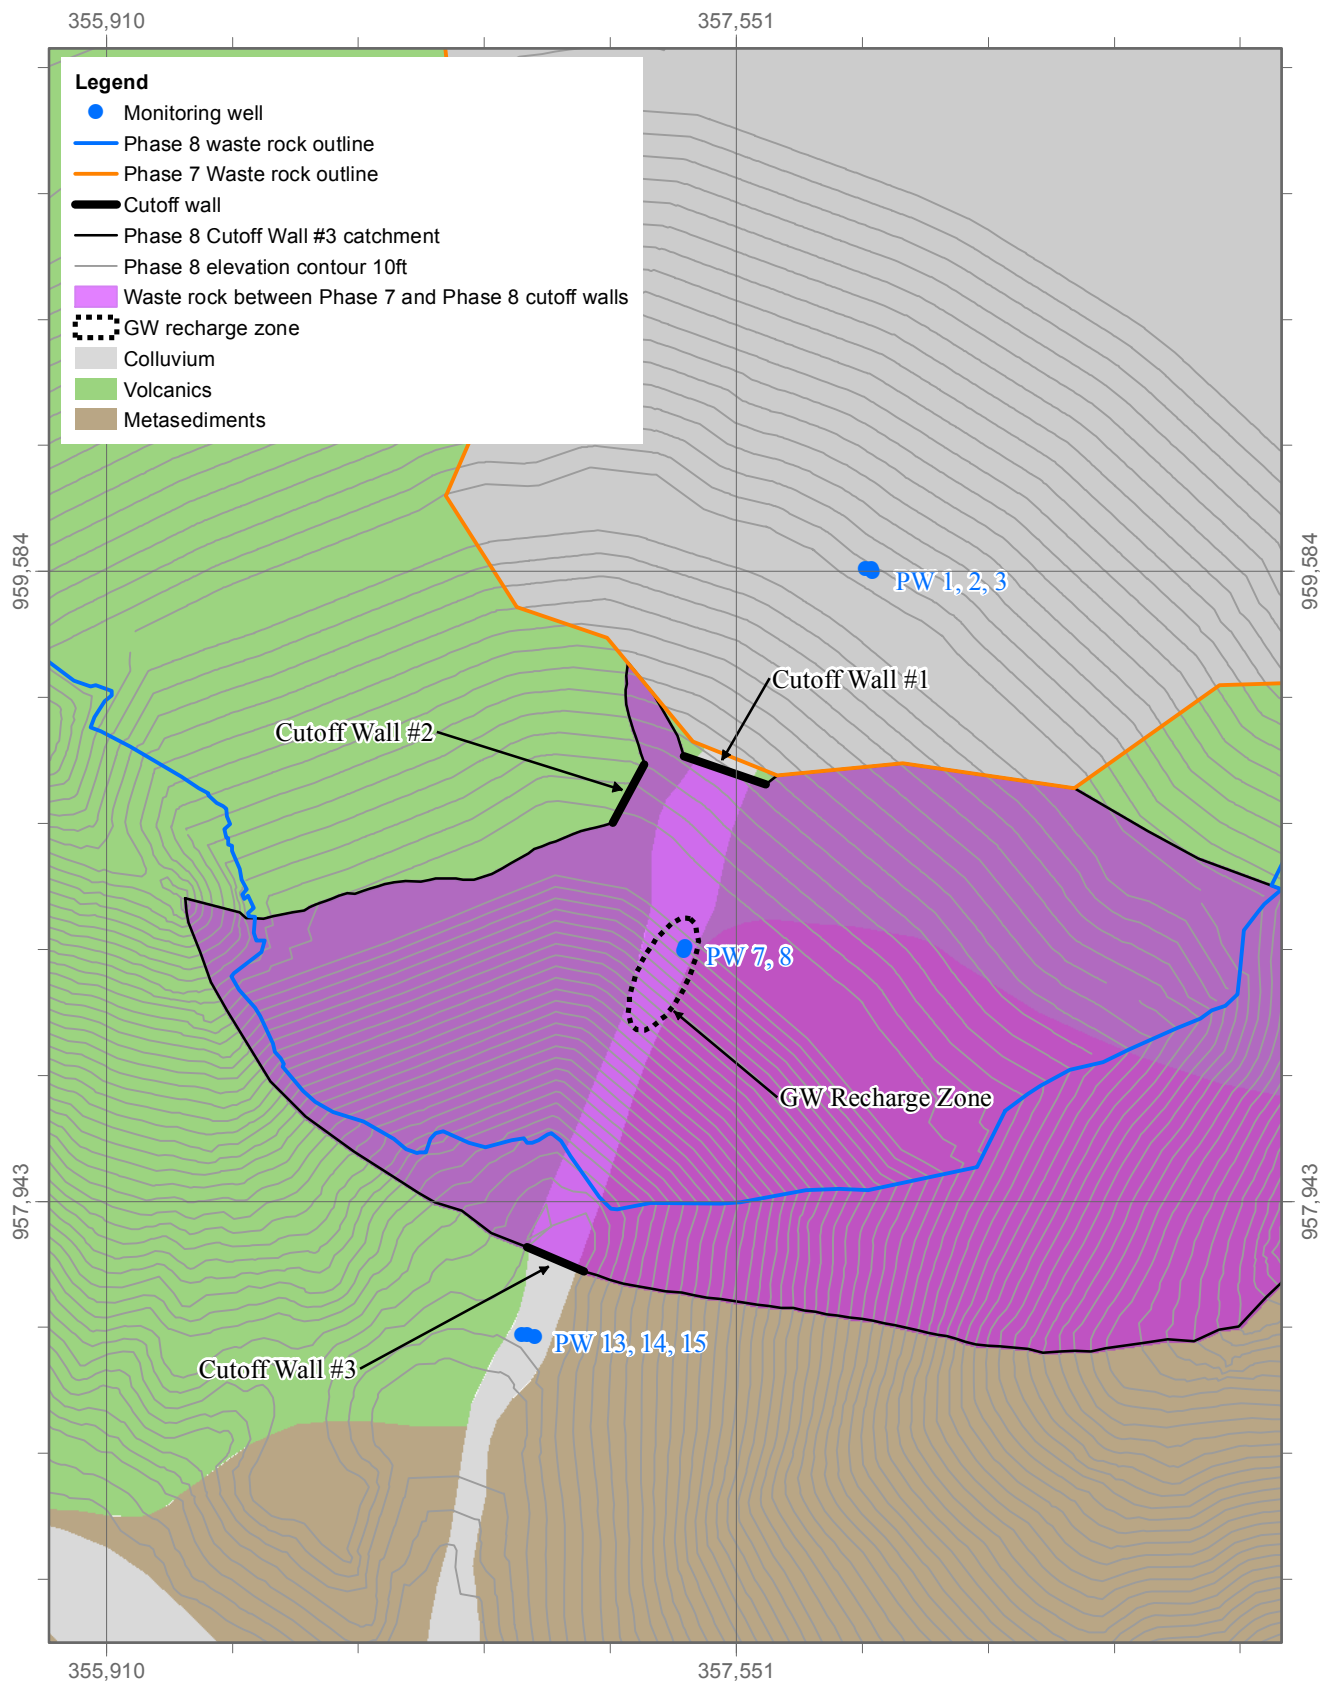 355,910 357,551
Legend
Monitoring well
Phase 8 waste rock outline
Phase 7 Waste rock outline
Cutoff wall
Phase 8 Cutoff Wall #3 catchment
Phase 8 elevation contour 10ft
Waste rock between Phase 7 and Phase 8 cutoff walls
GW recharge zone
Colluvium
Volcanics
Metasediments
959,584 959,584
PW 1, 2, 3
Cutoff Wall #1
Cutoff Wall #2
PW 7, 8
GW Recharge Zone
957,943 957,943
PW 13, 14, 15
Cutoff Wall #3
355,910 357,551